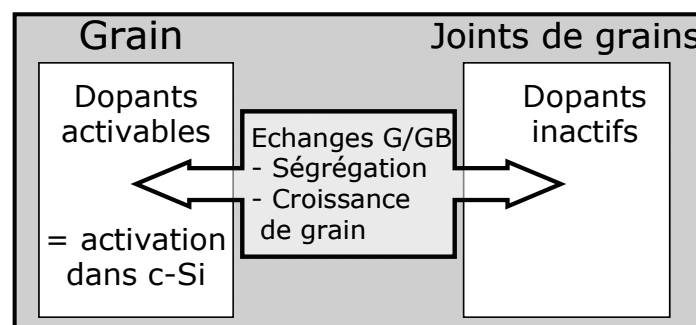 Grain
Joints de grains
Dopants
activables
= activation
dans c-Si
Echanges G/GB
- Ségrégation
- Croissance
de grain
Dopants
inactifs